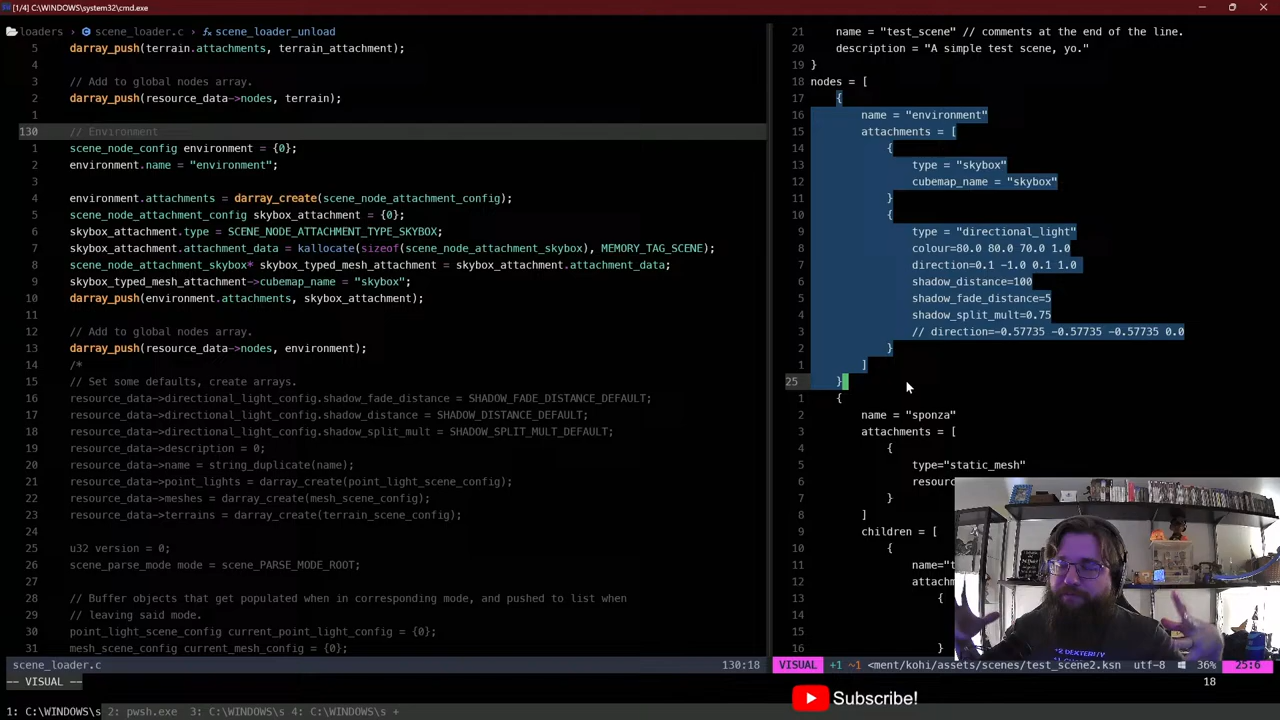 [1/4] C:\WINDOWS\system32\cmd.exe
loaders > scene_loader.c > scene_loader_unload
5 darray_push(terrain.attachments, terrain_attachment);
4
3 // Add to global nodes array.
2 darray_push(resource_data->nodes, terrain);
1
130 // Environment
1 scene_node_config environment = {0};
2 environment.name = "environment";
3
4 environment.attachments = darray_create(scene_node_attachment_config);
5 scene_node_attachment_config skybox_attachment = {0};
6 skybox_attachment.type = SCENE_NODE_ATTACHMENT_TYPE_SKYBOX;
7 skybox_attachment.attachment_data = kallocate(sizeof(scene_node_attachment_skybox), MEMORY_TAG_SCENE);
8 scene_node_attachment_skybox* skybox_typed_mesh_attachment = skybox_attachment.attachment_data;
9 skybox_typed_mesh_attachment->cubemap_name = "skybox";
10 darray_push(environment.attachments, skybox_attachment);
11
12 // Add to global nodes array.
13 darray_push(resource_data->nodes, environment);
14 /*
15 // Set some defaults, create arrays.
16 resource_data->directional_light_config.shadow_fade_distance = SHADOW_FADE_DISTANCE_DEFAULT;
17 resource_data->directional_light_config.shadow_distance = SHADOW_DISTANCE_DEFAULT;
18 resource_data->directional_light_config.shadow_split_mult = SHADOW_SPLIT_MULT_DEFAULT;
19 resource_data->description = 0;
20 resource_data->name = string_duplicate(name);
21 resource_data->point_lights = darray_create(point_light_scene_config);
22 resource_data->meshes = darray_create(mesh_scene_config);
23 resource_data->terrains = darray_create(terrain_scene_config);
24
25 u32 version = 0;
26 scene_parse_mode mode = scene_PARSE_MODE_ROOT;
27
28 // Buffer objects that get populated when in corresponding mode, and pushed to list when
29 // leaving said mode.
30 point_light_scene_config current_point_light_config = {0};
31 mesh_scene_config current_mesh_config = {0};
scene_loader.c 130:18
-- VISUAL --
21 name = "test_scene" // comments at the end of the line.
20 description = "A simple test scene, yo."
19 }
18 nodes = [
17 {
16 name = "environment"
15 attachments = [
14 {
13 type = "skybox"
12 cubemap_name = "skybox"
11 }
10 {
9 type = "directional_light"
8 colour=80.0 80.0 70.0 1.0
7 direction=0.1 -1.0 0.1 1.0
6 shadow_distance=100
5 shadow_fade_distance=5
4 shadow_split_mult=0.75
3 // direction=-0.57735 -0.57735 -0.57735 0.0
2 }
1 ]
25 }
1 {
2 name = "sponza"
3 attachments = [
4 {
5 type="static_mesh"
6
7 }
8 ]
9 children = [
10 {
11
12
13 {
14
15
16 }
VISUAL +1 ~1 <ment/kohi/assets/scenes/test_scene2.ksn utf-8 36% 25:6
18
Subscribe!
1: C:\WINDOWS\s 2: pwsh.exe 3: C:\WINDOWS\s 4: C:\WINDOWS\s +